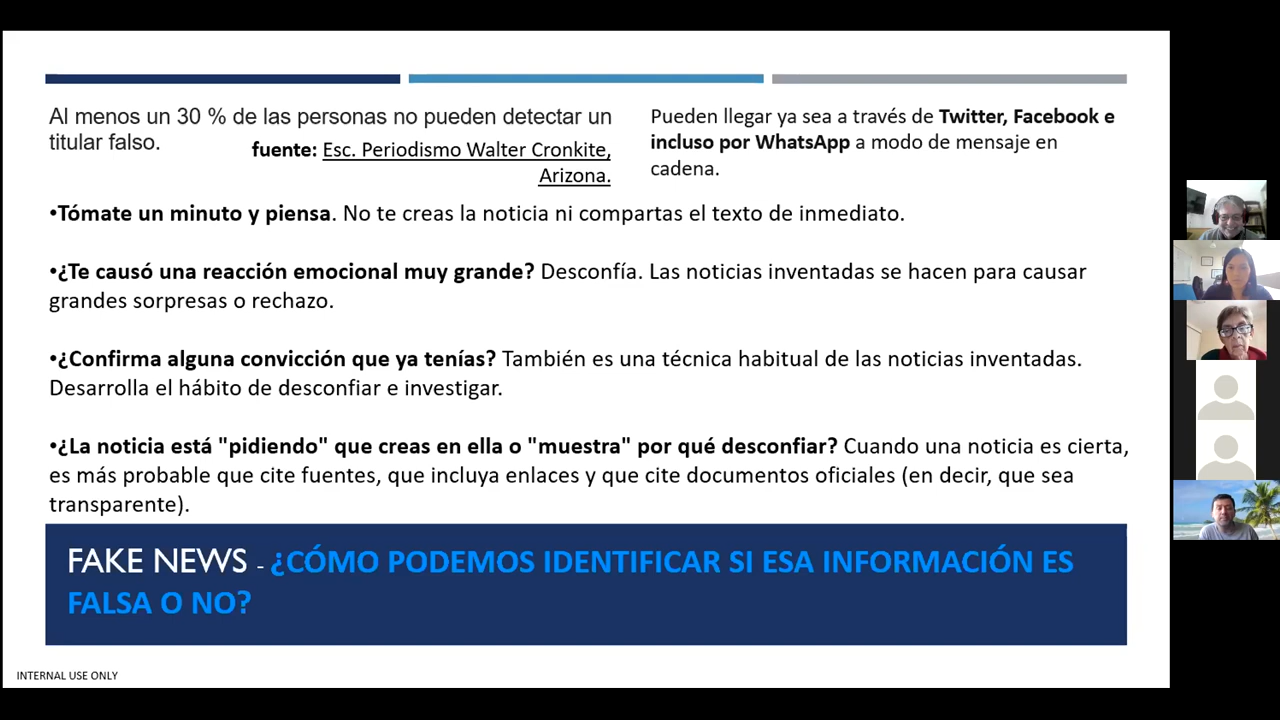 Al menos un 30 % de las personas no pueden detectar un
titular falso.
fuente: Esc. Periodismo Walter Cronkite,
Arizona.
Pueden llegar ya sea a través de Twitter, Facebook e
incluso por WhatsApp a modo de mensaje en
cadena.
•Tómate un minuto y piensa. No te creas la noticia ni compartas el texto de inmediato.
•¿Te causó una reacción emocional muy grande? Desconfía. Las noticias inventadas se hacen para causar
grandes sorpresas o rechazo.
•¿Confirma alguna convicción que ya tenías? También es una técnica habitual de las noticias inventadas.
Desarrolla el hábito de desconfiar e investigar.
•¿La noticia está "pidiendo" que creas en ella o "muestra" por qué desconfiar? Cuando una noticia es cierta,
es más probable que cite fuentes, que incluya enlaces y que cite documentos oficiales (en decir, que sea
transparente).
FAKE NEWS - ¿CÓMO PODEMOS IDENTIFICAR SI ESA INFORMACIÓN ES
FALSA O NO?
INTERNAL USE ONLY